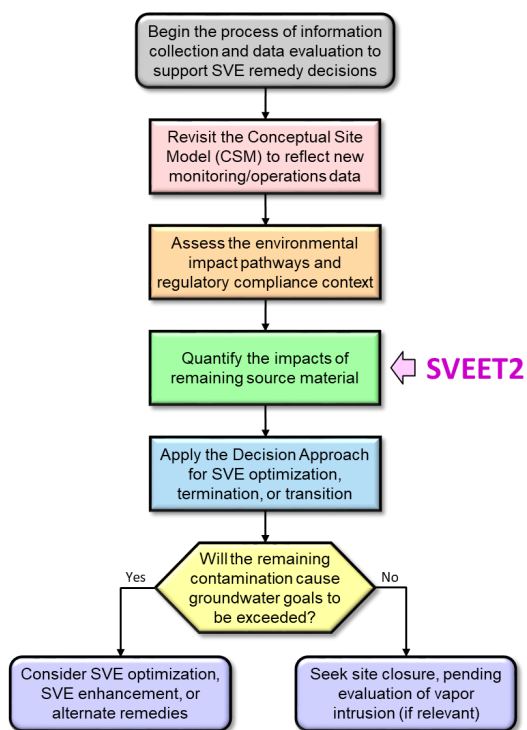 Begin the process of information
collection and data evaluation to
support SVE remedy decisions
Revisit the Conceptual Site
Model (CSM) to reflect new
monitoring/operations data
Assess the environmental
impact pathways and
regulatory compliance context
Quantify the impacts of
remaining source material
SVEET2
Apply the Decision Approach
for SVE optimization,
termination, or transition
Will the remaining
contamination cause
groundwater goals to
be exceeded?
Yes
No
Consider SVE optimization,
SVE enhancement, or
alternate remedies
Seek site closure, pending
evaluation of vapor
intrusion (if relevant)